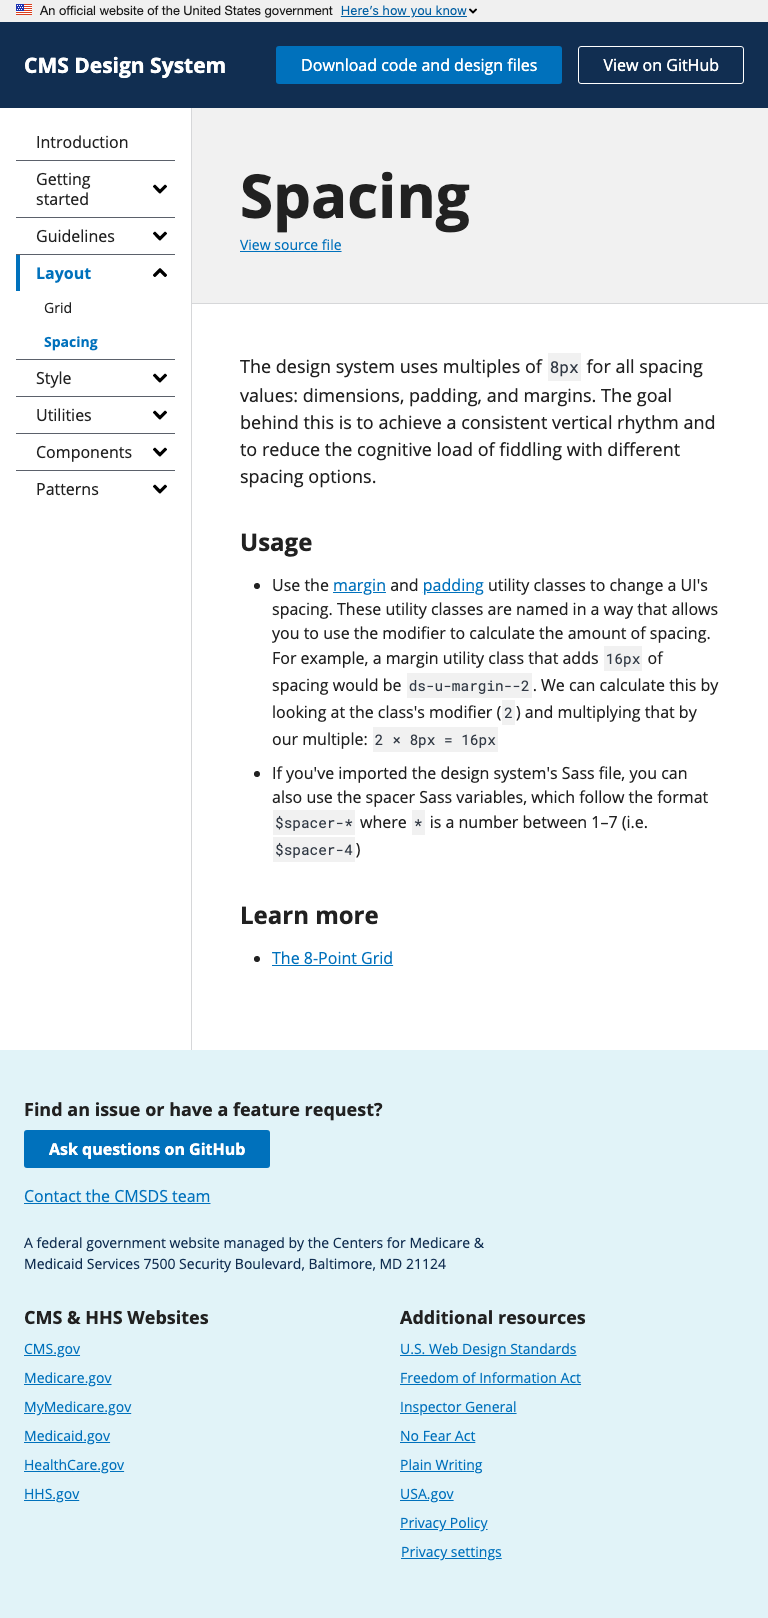 An official website of the United States government Here's how you know
CMS Design System
Download code and design files
View on GitHub
Introduction
Getting
started
Guidelines
Layout
Grid
Spacing
Style
Utilities
Components
Patterns
Spacing
View source file
The design system uses multiples of 8px for all spacing
values: dimensions, padding, and margins. The goal
behind this is to achieve a consistent vertical rhythm and
to reduce the cognitive load of fiddling with different
spacing options.
Usage
• Use the margin and padding utility classes to change a UI's
spacing. These utility classes are named in a way that allows
you to use the modifier to calculate the amount of spacing.
For example, a margin utility class that adds 16px of
spacing would be ds-u-margin--2. We can calculate this by
looking at the class's modifier (2) and multiplying that by
our multiple: 2 × 8px = 16px
• If you've imported the design system's Sass file, you can
also use the spacer Sass variables, which follow the format
$spacer-* where * is a number between 1–7 (i.e.
$spacer-4)
Learn more
• The 8-Point Grid
Find an issue or have a feature request?
Ask questions on GitHub
Contact the CMSDS team
A federal government website managed by the Centers for Medicare &
Medicaid Services 7500 Security Boulevard, Baltimore, MD 21124
CMS & HHS Websites
CMS.gov
Medicare.gov
MyMedicare.gov
Medicaid.gov
HealthCare.gov
HHS.gov
Additional resources
U.S. Web Design Standards
Freedom of Information Act
Inspector General
No Fear Act
Plain Writing
USA.gov
Privacy Policy
Privacy settings